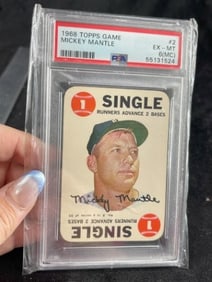 1968 TOPPS GAME #2
MICKEY MANTLE EX - MT
6(MC)
PSA 55131524
1 SINGLE
RUNNERS ADVANCE 2 BASES
Mickey Mantle
SINGLE 1
RUNNERS ADVANCE 2 BASES